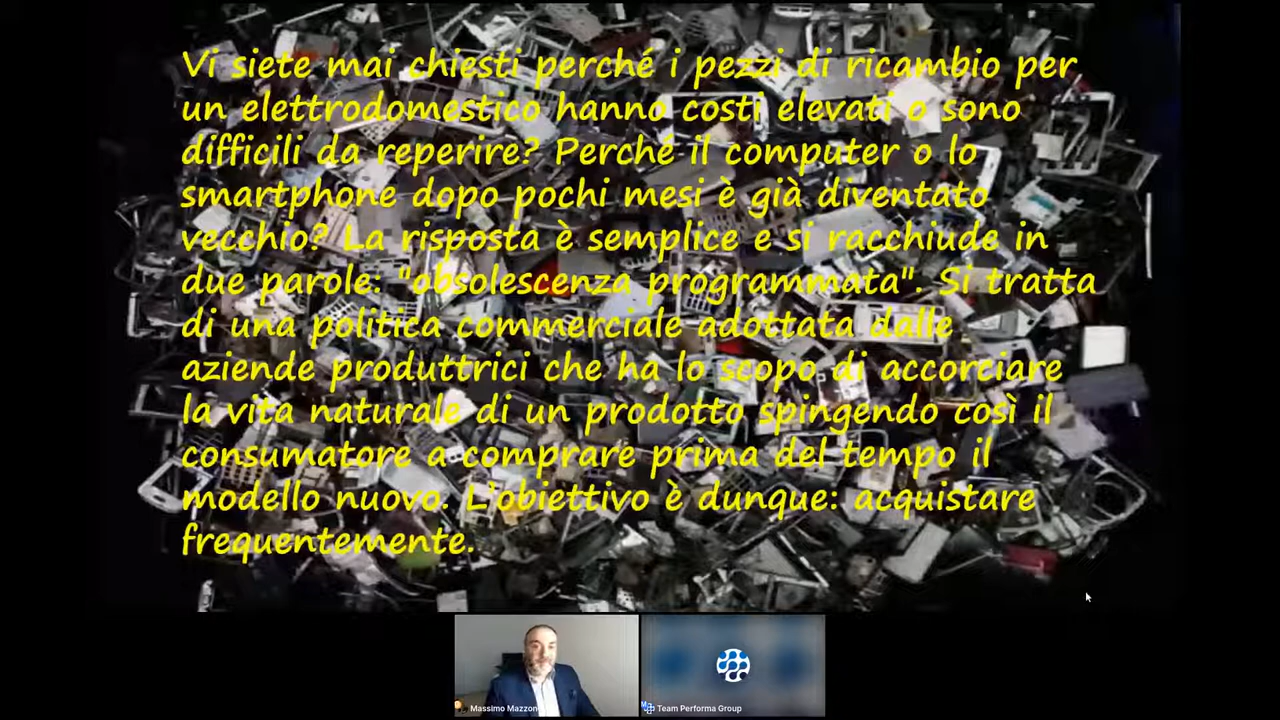 Vi siete mai chiesti perché i pezzi di ricambio per
un elettrodomestico hanno costi elevati o sono
difficili da reperire? Perché il computer o lo
smartphone dopo pochi mesi è già diventato
vecchio? La risposta è semplice e si racchiude in
due parole: "obsolescenza programmata". Si tratta
di una politica commerciale adottata dalle
aziende produttrici che ha lo scopo di accorciare
la vita naturale di un prodotto spingendo così il
consumatore a comprare prima del tempo il
modello nuovo. L'obiettivo è dunque: acquistare
frequentemente.
Massimo Mazzon
Team Performa Group